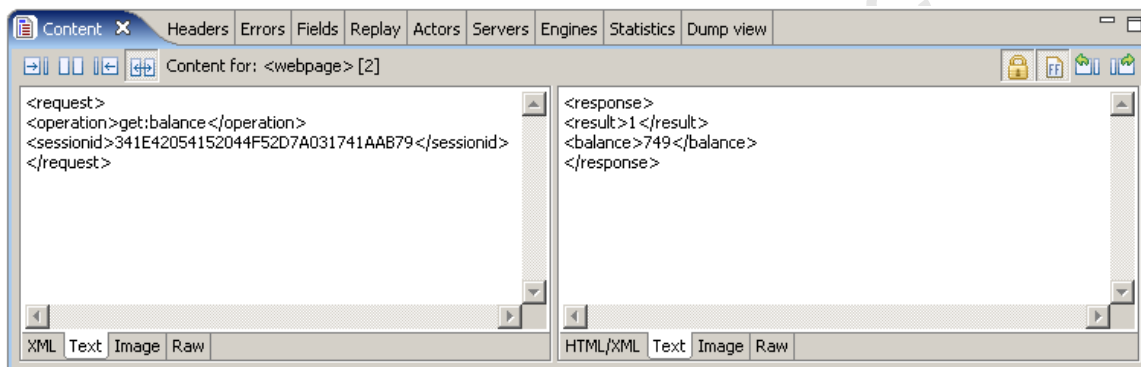 Content Headers Errors Fields Replay Actors Servers Engines Statistics Dump view
Content for: <webpage> [2]
FF
<request>
<operation>get:balance</operation>
<sessionid>341E42054152044F52D7A031741AAB79</sessionid>
</request>
<response>
<result>1</result>
<balance>749</balance>
</response>
XML Text Image Raw
HTML/XML Text Image Raw